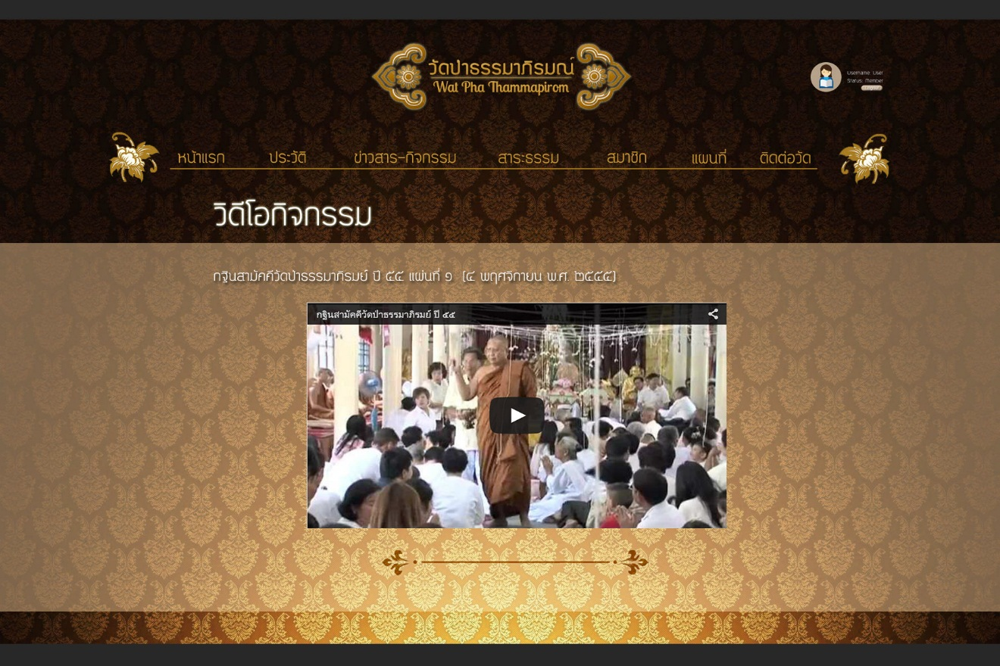 วัดป่าธรรมาภิรมณ์
Wat Pha Thammapirom
Username: User
Status: Member
หน้าแรก ประวัติ ข่าวสาร-กิจกรรม สาระธรรม สมาชิก แผนที่ ติดต่อวัด
วิดีโอกิจกรรม
กฐินสามัคคีวัดป่าธรรมาภิรมย์ ปี ๕๕ แผ่นที่ ๑ (๔ พฤศจิกายน พ.ศ. ๒๕๕๕)
กฐินสามัคคีวัดป่าธรรมาภิรมย์ ปี ๕๕